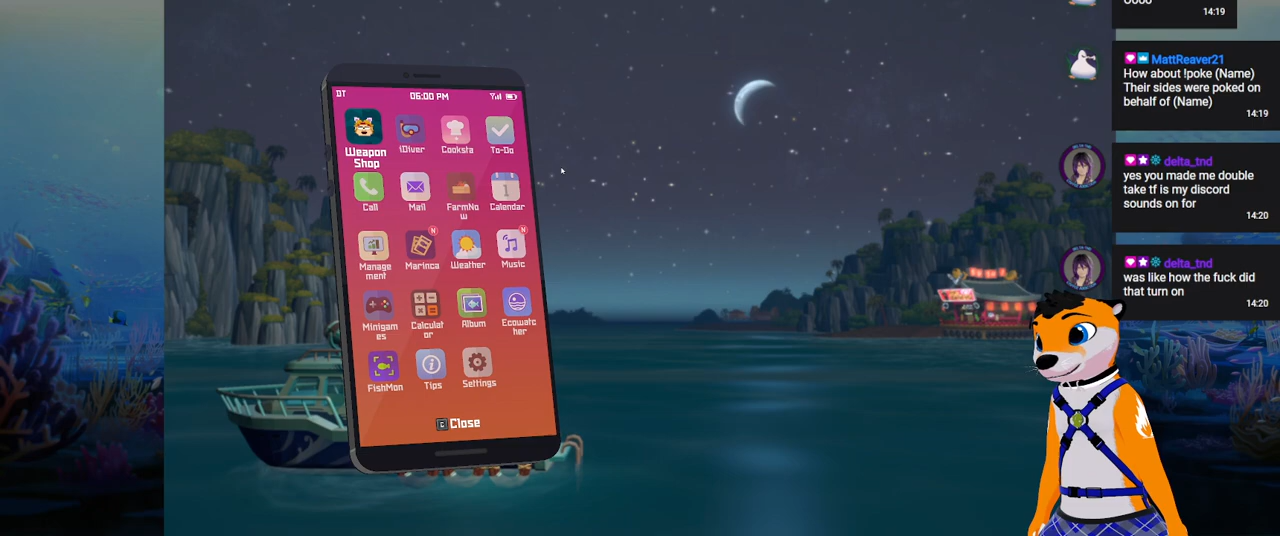 DT
06:00 PM
Weapon
Shop
iDiver
Cooksta
To-Do
Call
Mail
FarmNo
w
Calendar
1
Manage
ment
N
Marinca
Weather
N
Music
Minigam
es
Calculat
or
Album
Ecowatc
her
FishMon
Tips
Settings
C Close
14:19
MattReaver21
How about !poke (Name)
Their sides were poked on
behalf of (Name)
14:19
delta_tnd
yes you made me double
take tf is my discord
sounds on for
14:20
delta_tnd
was like how the fuck did
that turn on
14:20